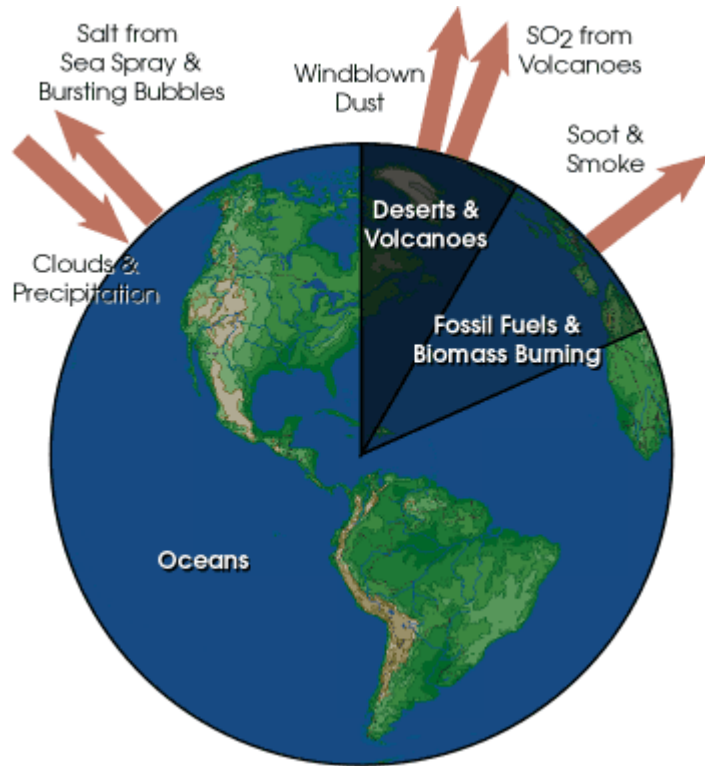 Salt from
Sea Spray &
Bursting Bubbles
Windblown
Dust
SO₂ from
Volcanoes
Soot &
Smoke
Clouds &
Precipitation
Deserts &
Volcanoes
Fossil Fuels &
Biomass Burning
Oceans